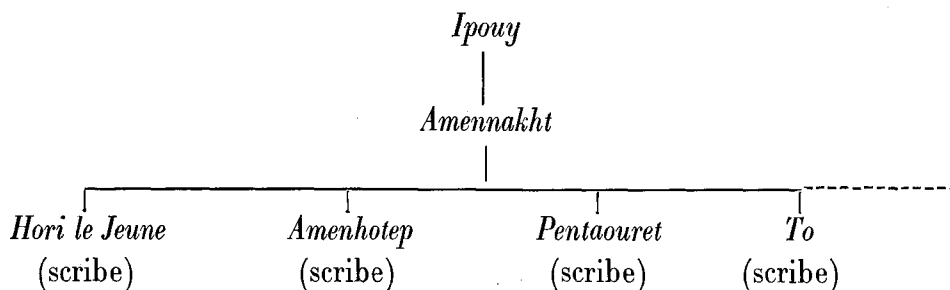 Ipouy
Amennakht
Hori le Jeune Amenhotep Pentaouret To
(scribe) (scribe) (scribe) (scribe)